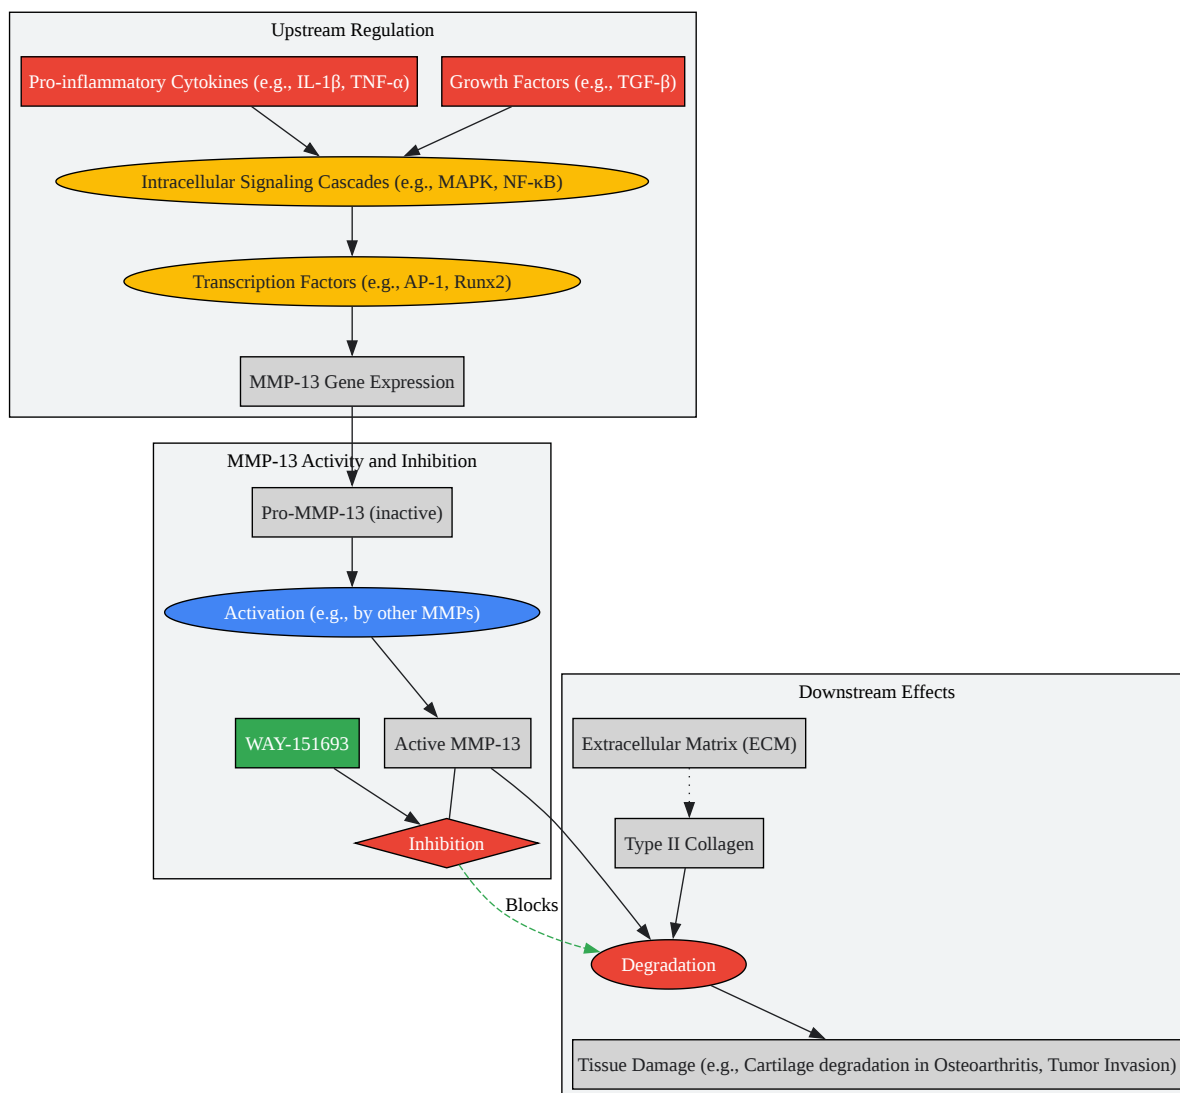 Upstream Regulation
Pro-inflammatory Cytokines (e.g., IL-1β, TNF-α)
Growth Factors (e.g., TGF-β)
Intracellular Signaling Cascades (e.g., MAPK, NF-κB)
Transcription Factors (e.g., AP-1, Runx2)
MMP-13 Gene Expression
MMP-13 Activity and Inhibition
Pro-MMP-13 (inactive)
Activation (e.g., by other MMPs)
Downstream Effects
WAY-151693
Active MMP-13
Extracellular Matrix (ECM)
Inhibition
Type II Collagen
Blocks
Degradation
Tissue Damage (e.g., Cartilage degradation in Osteoarthritis, Tumor Invasion)